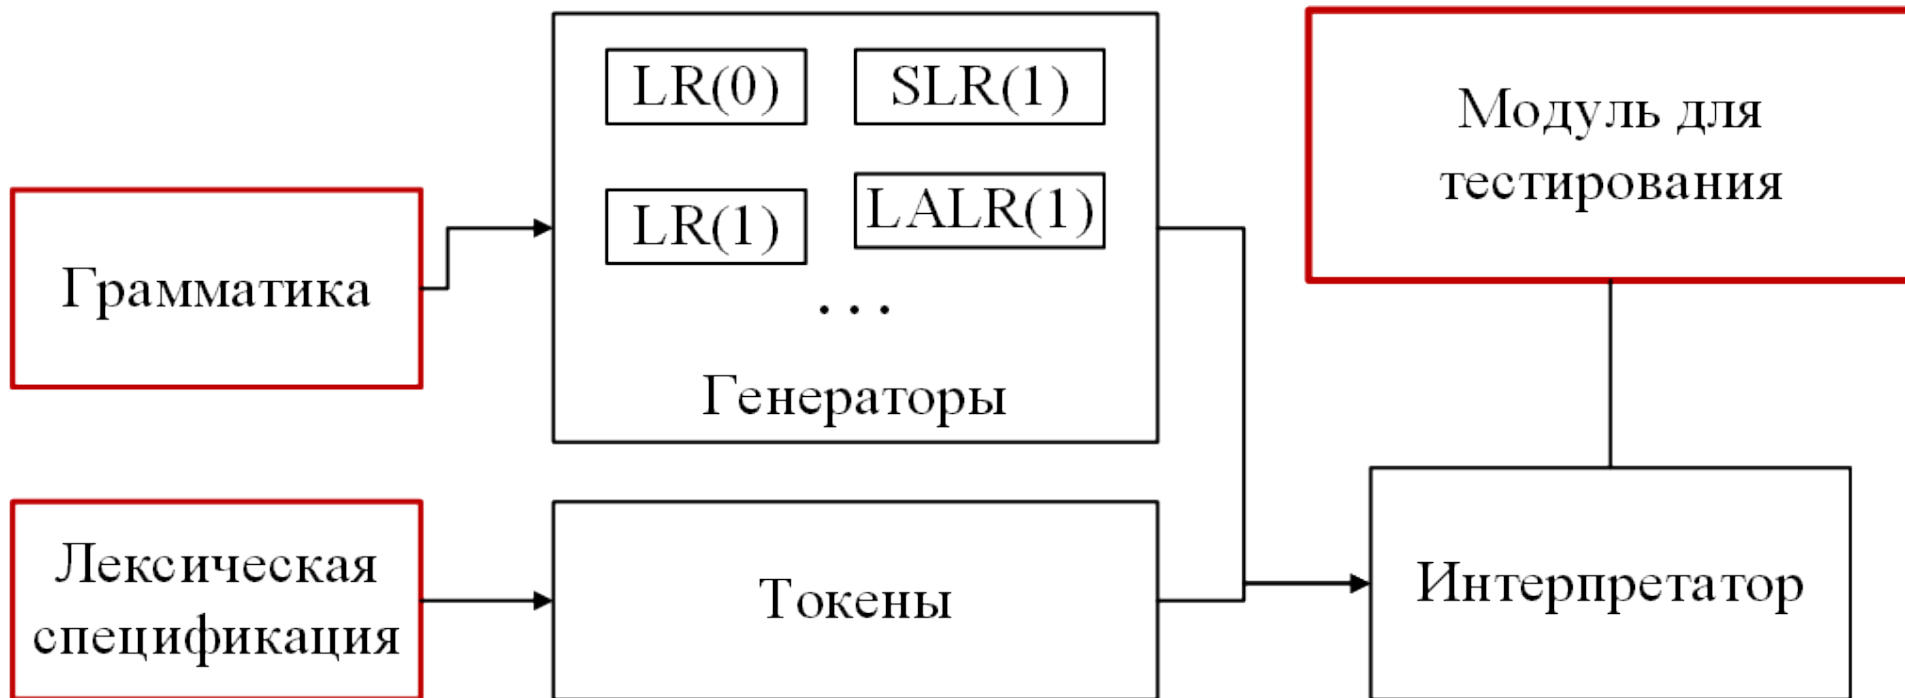 LR(0)
SLR(1)
LR(1)
LALR(1)
...
Генераторы
Модуль для
тестирования
Грамматика
Лексическая
спецификация
Токены
Интерпретатор